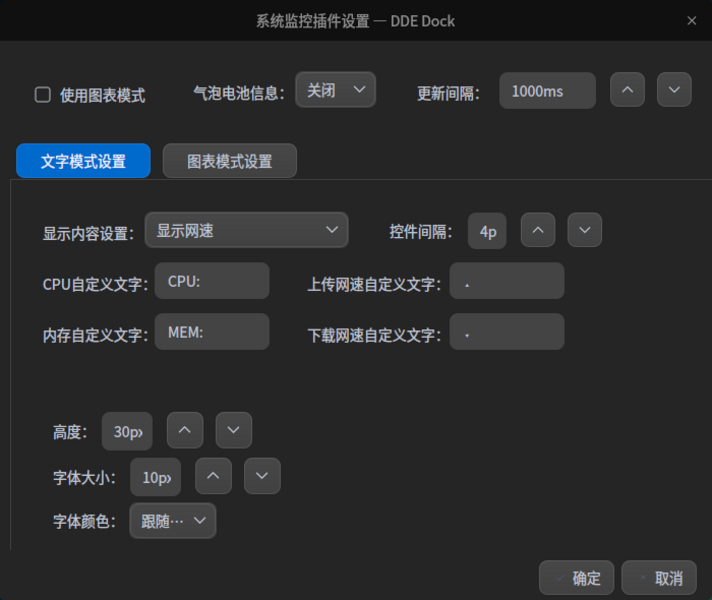 系统监控插件设置 — DDE Dock
使用图表模式 气泡电池信息： 关闭 更新间隔： 1000ms
文字模式设置 图表模式设置
显示内容设置： 显示网速 控件间隔： 4p
CPU自定义文字： CPU: 上传网速自定义文字：
内存自定义文字： MEM: 下载网速自定义文字：
高度： 30px
字体大小： 10px
字体颜色： 跟随…
确定 取消